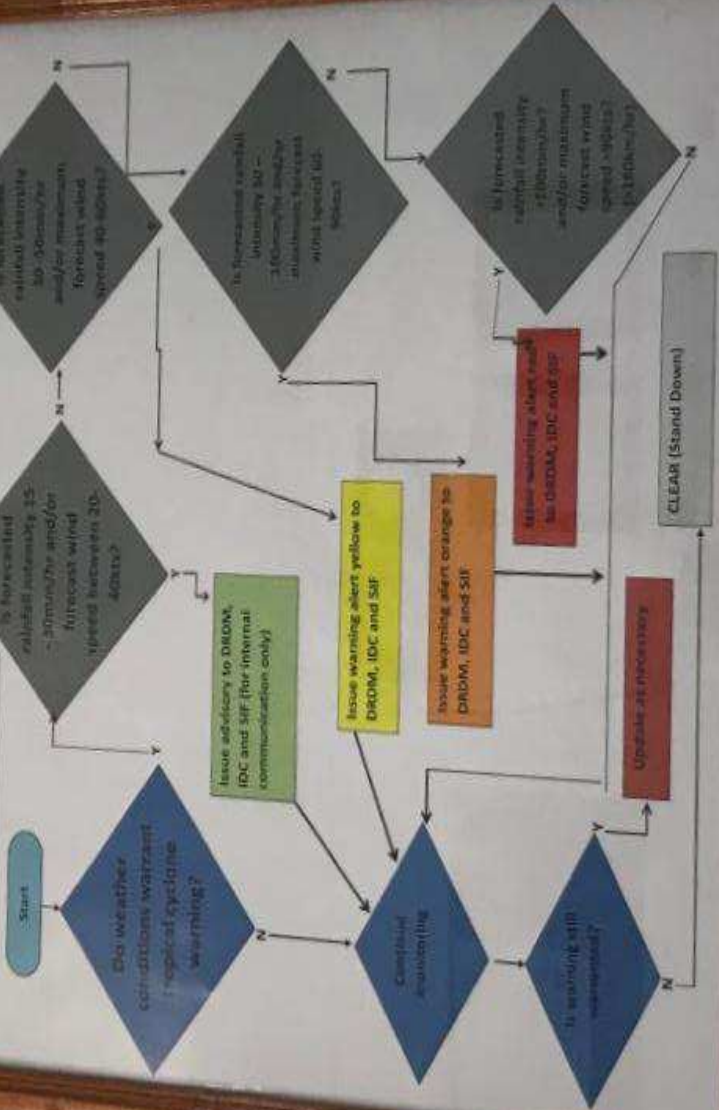 Start
Do weather
conditions warrant
tropical cyclone
warning?
Y
N
Is forecasted
rainfall intensity 15
- 30mm/hr and/or
forecast wind
speed between 20-
40kts?
N
Y
rainfall intensity
30-50mm/hr
and/or maximum
forecast wind
speed 40-60kts?
N
Is forecasted rainfall
intensity 50 –
100mm/hr and/or
maximum forecast
wind speed 60-
90kts?
N
Y
Is forecasted
rainfall intensity
>100mm/hr?
and/or maximum
forecast wind
speed >90kts?
Y
N
Issue advisory to DRDM,
IDC and SIF (for internal
communication only)
Issue warning alert yellow to
DRDM, IDC and SIF
Issue warning alert orange to
DRDM, IDC and SIF
Issue warning alert red
to DRDM, IDC and SIF
Continue
monitoring
Is warning still
warranted?
Y
N
Update as necessary
CLEAR (Stand Down)